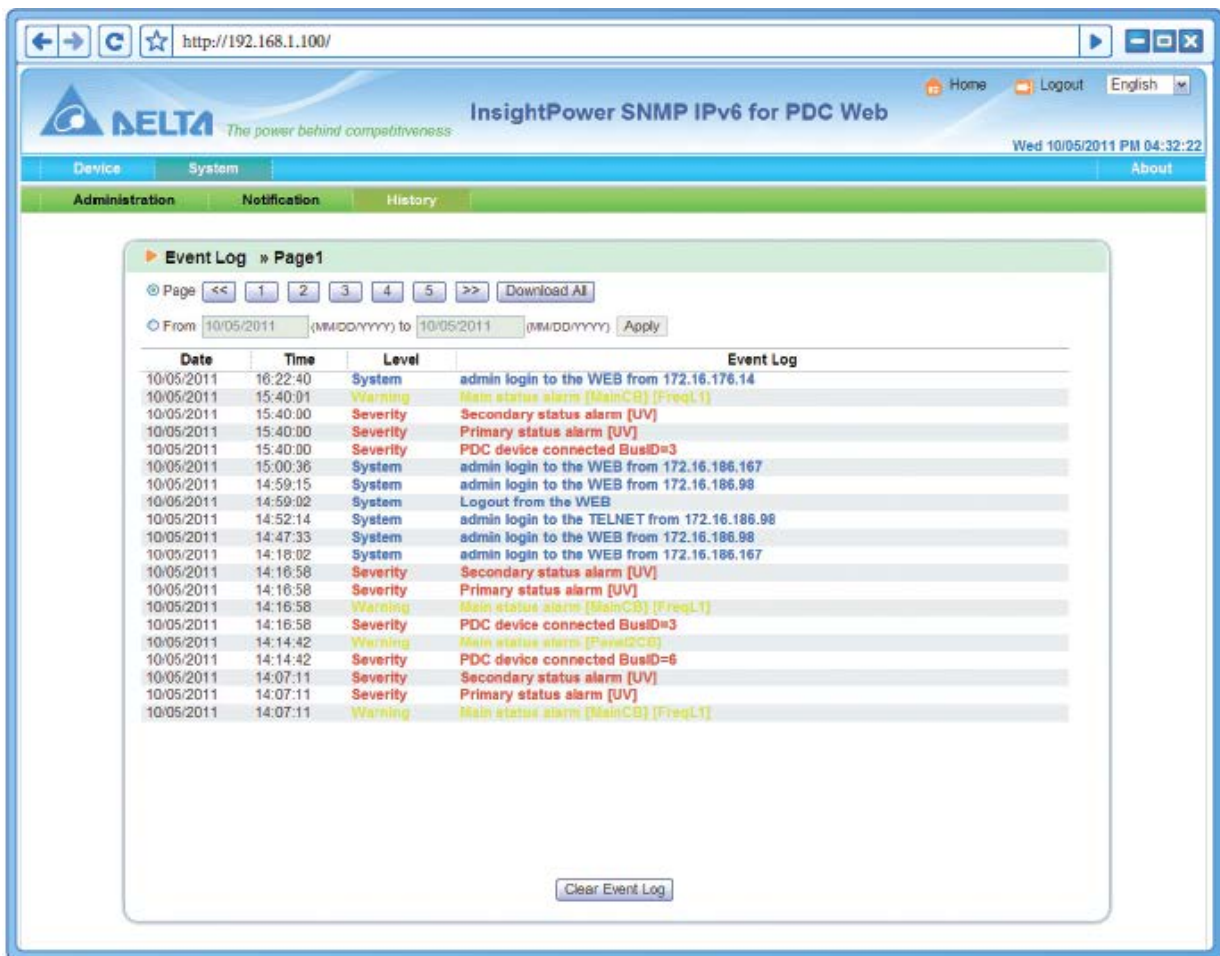 http://192.168.1.100/
Home Logout English
DELTA The power behind competitiveness
InsightPower SNMP IPv6 for PDC Web
Wed 10/05/2011 PM 04:32:22
Device System About
Administration Notification History
Event Log » Page1
Page << 1 2 3 4 5 >> Download All
From 10/05/2011 (MM/DD/YYYY) to 10/05/2011 (MM/DD/YYYY) Apply
Date Time Level Event Log
10/05/2011 16:22:40 System admin login to the WEB from 172.16.176.14
10/05/2011 15:40:01 Warning Main status alarm [MainCB] [FreqL1]
10/05/2011 15:40:00 Severity Secondary status alarm [UV]
10/05/2011 15:40:00 Severity Primary status alarm [UV]
10/05/2011 15:40:00 Severity PDC device connected BusID=3
10/05/2011 15:00:36 System admin login to the WEB from 172.16.186.167
10/05/2011 14:59:15 System admin login to the WEB from 172.16.186.98
10/05/2011 14:59:02 System Logout from the WEB
10/05/2011 14:52:14 System admin login to the TELNET from 172.16.186.98
10/05/2011 14:47:33 System admin login to the WEB from 172.16.186.98
10/05/2011 14:18:02 System admin login to the WEB from 172.16.186.167
10/05/2011 14:16:58 Severity Secondary status alarm [UV]
10/05/2011 14:16:58 Severity Primary status alarm [UV]
10/05/2011 14:16:58 Warning Main status alarm [MainCB] [FreqL1]
10/05/2011 14:16:58 Severity PDC device connected BusID=3
10/05/2011 14:14:42 Warning Main status alarm [Panel2CB]
10/05/2011 14:14:42 Severity PDC device connected BusID=6
10/05/2011 14:07:11 Severity Secondary status alarm [UV]
10/05/2011 14:07:11 Severity Primary status alarm [UV]
10/05/2011 14:07:11 Warning Main status alarm [MainCB] [FreqL1]
Clear Event Log